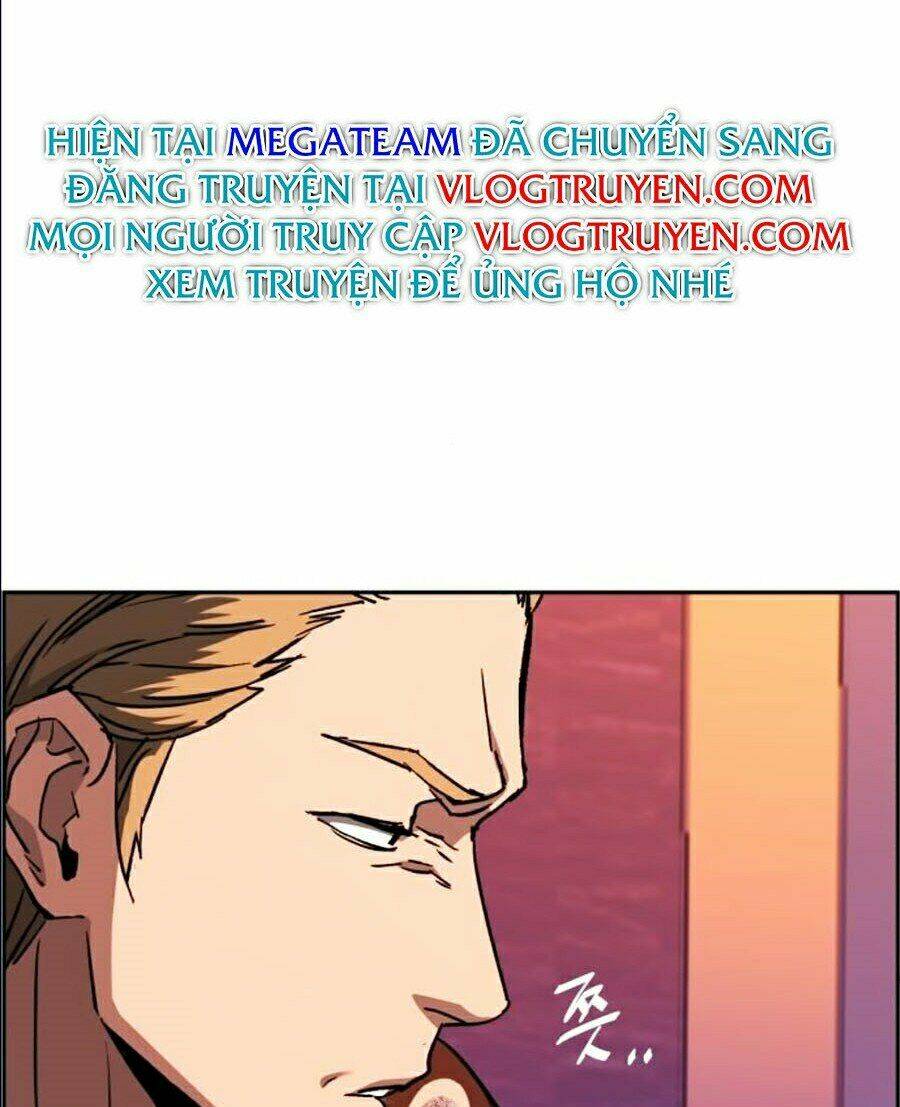 HIỆN TẠI MEGATEAM ĐÃ CHUYỂN SANG
ĐĂNG TRUYỆN TẠI VLOGTRUYEN.COM
MỌI NGƯỜI TRUY CẬP VLOGTRUYEN.COM
XEM TRUYỆN ĐỂ ỦNG HỘ NHÉ
쯧..